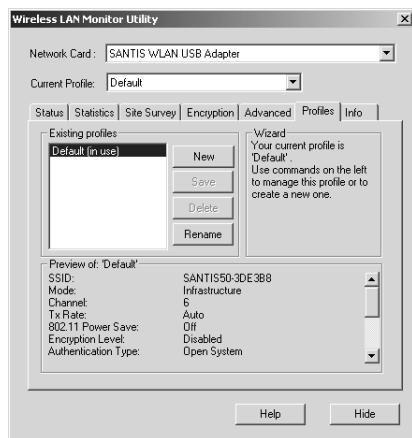 Wireless LAN Monitor Utility
Network Card : SANTIS WLAN USB Adapter
Current Profile: Default
Status Statistics Site Survey Encryption Advanced Profiles Info
Existing profiles
Default (in use)
New
Save
Delete
Rename
Wizard
Your current profile is
'Default' .
Use commands on the left
to manage this profile or to
create a new one.
Preview of: 'Default'
SSID: SANTIS50-3DE3B8
Mode: Infrastructure
Channel: 6
Tx Rate: Auto
802.11 Power Save: Off
Encryption Level: Disabled
Authentication Type: Open System
Help Hide